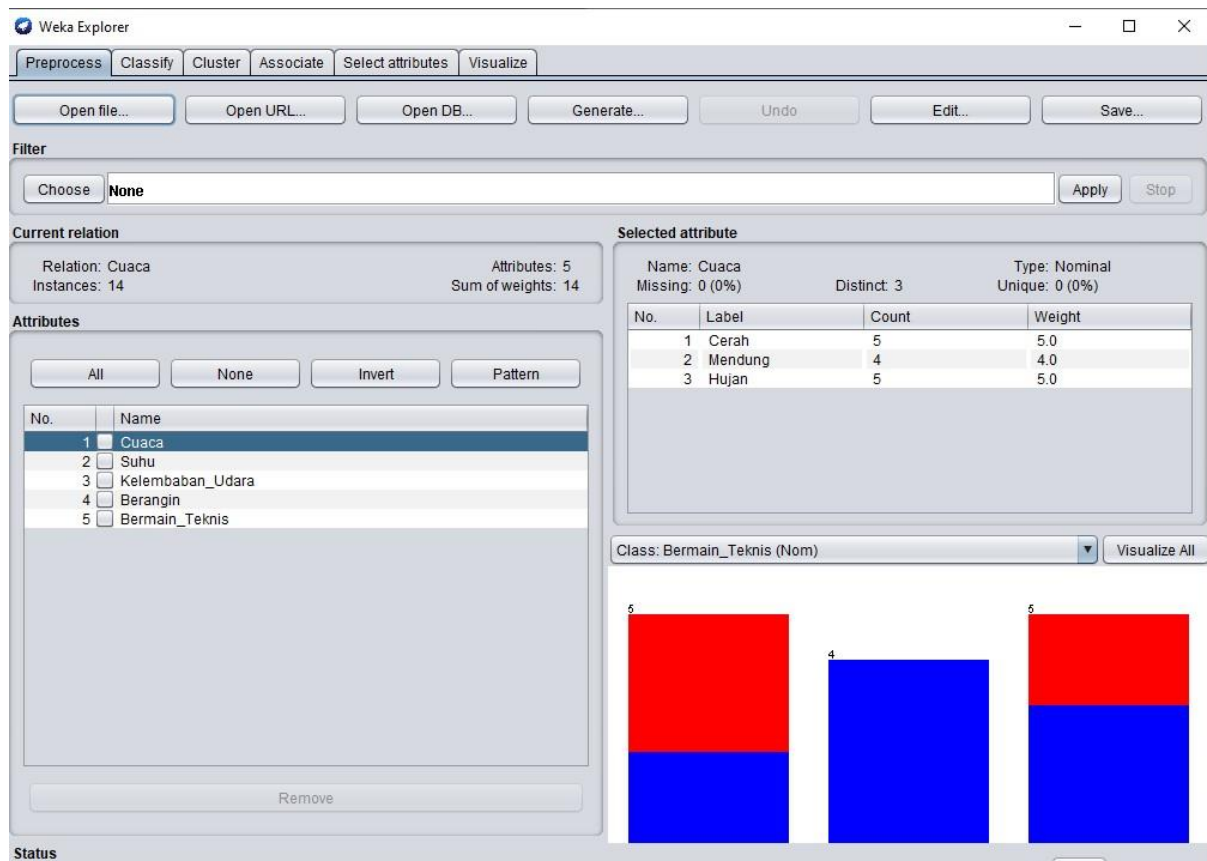 Weka Explorer
Preprocess Classify Cluster Associate Select attributes Visualize
Open file... Open URL... Open DB... Generate... Undo Edit... Save...
Filter
Choose None Apply Stop
Current relation
Relation: Cuaca Attributes: 5
Instances: 14 Sum of weights: 14
Attributes
All None Invert Pattern
No. Name
1 Cuaca
2 Suhu
3 Kelembaban_Udara
4 Berangin
5 Bermain_Teknis
Remove
Selected attribute
Name: Cuaca Type: Nominal
Missing: 0 (0%) Distinct: 3 Unique: 0 (0%)
No. Label Count Weight
1 Cerah 5 5.0
2 Mendung 4 4.0
3 Hujan 5 5.0
Class: Bermain_Teknis (Nom) Visualize All
5 4 5
Status